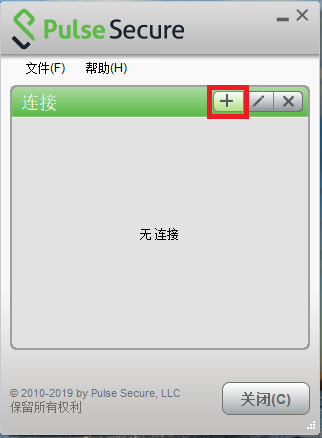 Pulse Secure
文件(F) 帮助(H)
连接
无 连接
© 2010-2019 by Pulse Secure, LLC
保留所有权利
关闭(C)